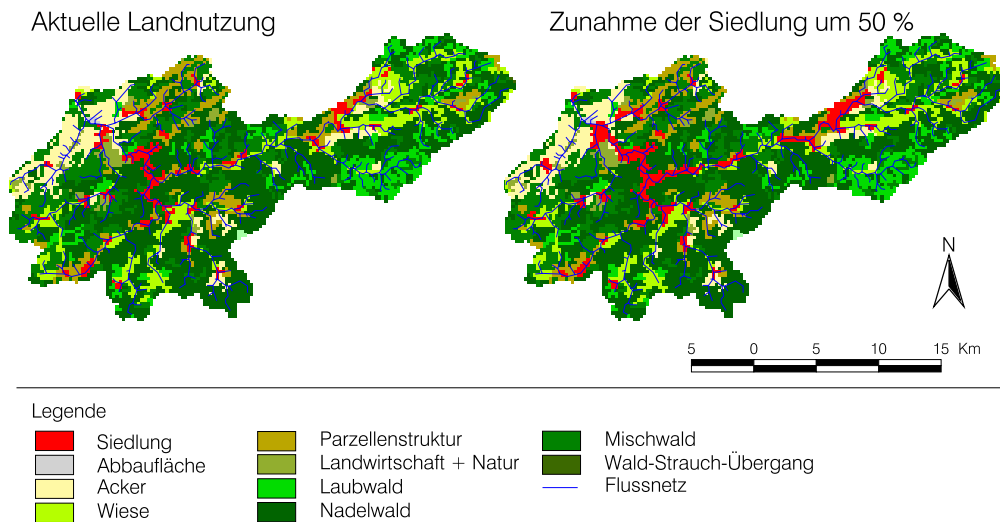 Aktuelle Landnutzung
Zunahme der Siedlung um 50 %
N
5 0 5 10 15 Km
Legende
Siedlung
Abbaufläche
Acker
Wiese
Parzellenstruktur
Landwirtschaft + Natur
Laubwald
Nadelwald
Mischwald
Wald-Strauch-Übergang
Flussnetz